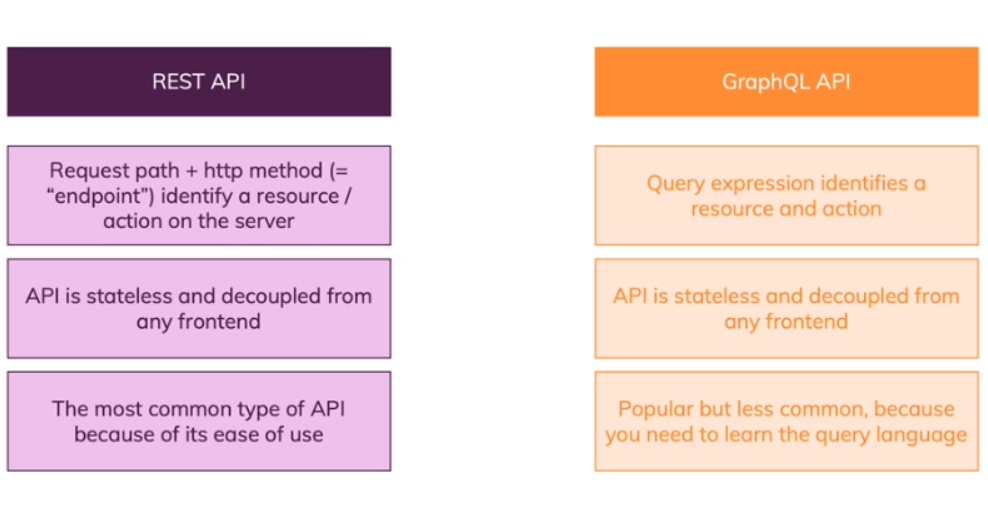 REST API
Request path + http method (=
“endpoint”) identify a resource /
action on the server
API is stateless and decoupled from
any frontend
The most common type of API
because of its ease of use
GraphQL API
Query expression identifies a
resource and action
API is stateless and decoupled from
any frontend
Popular but less common, because
you need to learn the query language